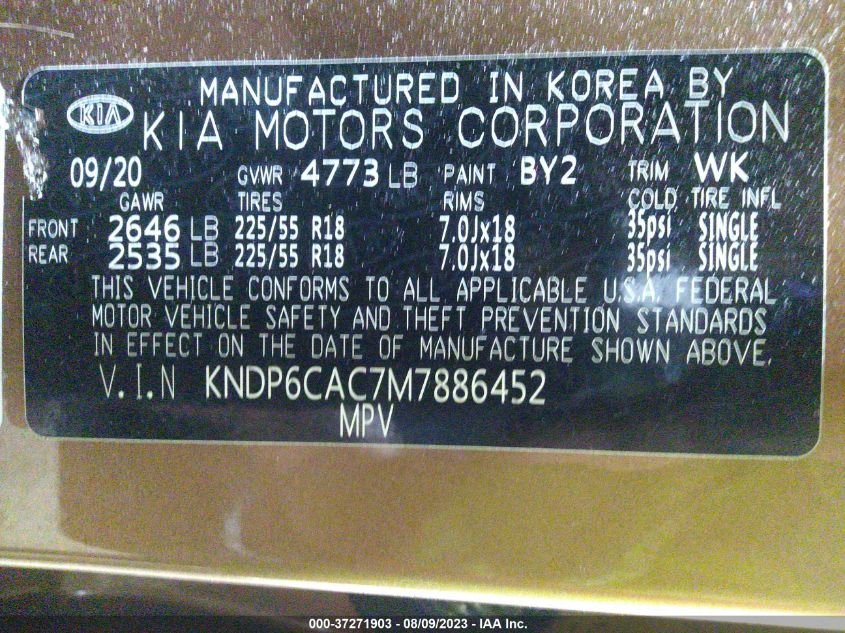 MANUFACTURED IN KOREA BY
KIA KIA MOTORS CORPORATION
09/20 GVWR 4773 LB PAINT BY2 TRIM WK
GAWR TIRES RIMS COLD TIRE INFL
FRONT 2646 LB 225/55 R18 7.0Jx18 35psi SINGLE
REAR 2535 LB 225/55 R18 7.0Jx18 35psi SINGLE
THIS VEHICLE CONFORMS TO ALL APPLICABLE U.S.A. FEDERAL
MOTOR VEHICLE SAFETY AND THEFT PREVENTION STANDARDS
IN EFFECT ON THE DATE OF MANUFACTURE SHOWN ABOVE.
V.I.N KNDP6CAC7M7886452
MPV
000-37271903 - 08/09/2023 - IAA Inc.